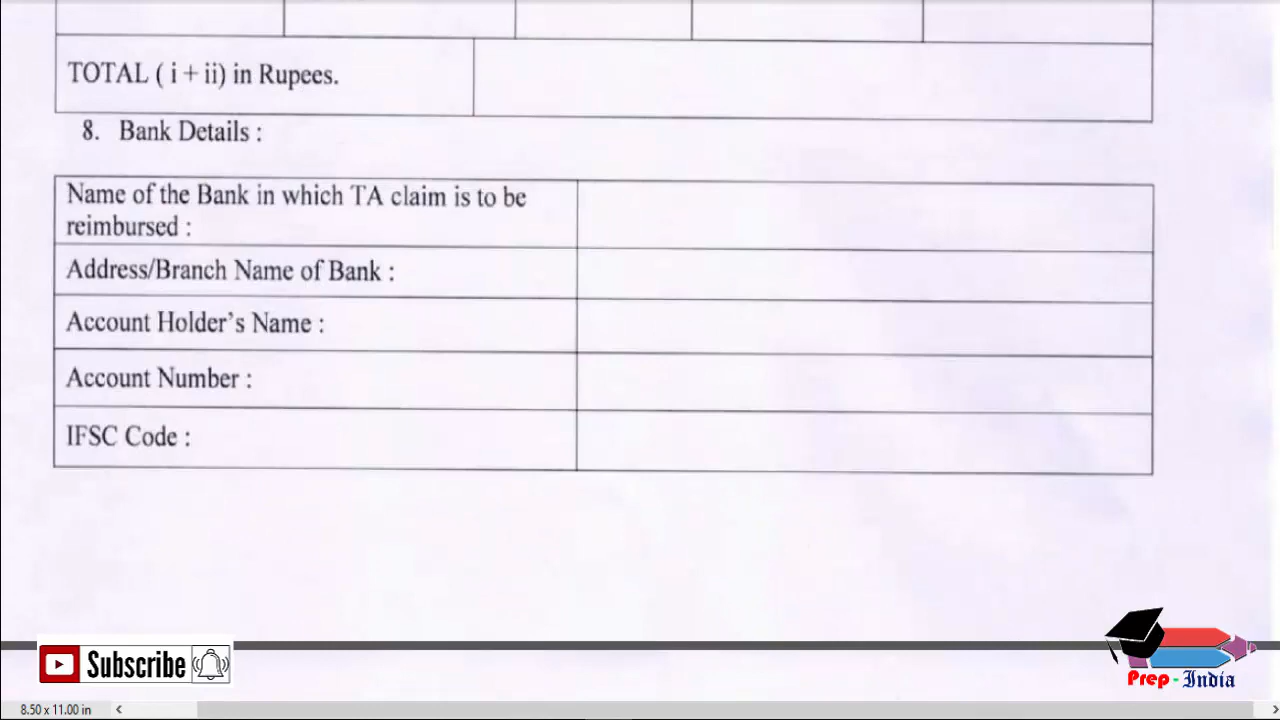 TOTAL ( i + ii) in Rupees.
8. Bank Details :
Name of the Bank in which TA claim is to be
reimbursed :
Address/Branch Name of Bank :
Account Holder’s Name :
Account Number :
IFSC Code :
Subscribe
Prep - India
8.50 x 11.00 in